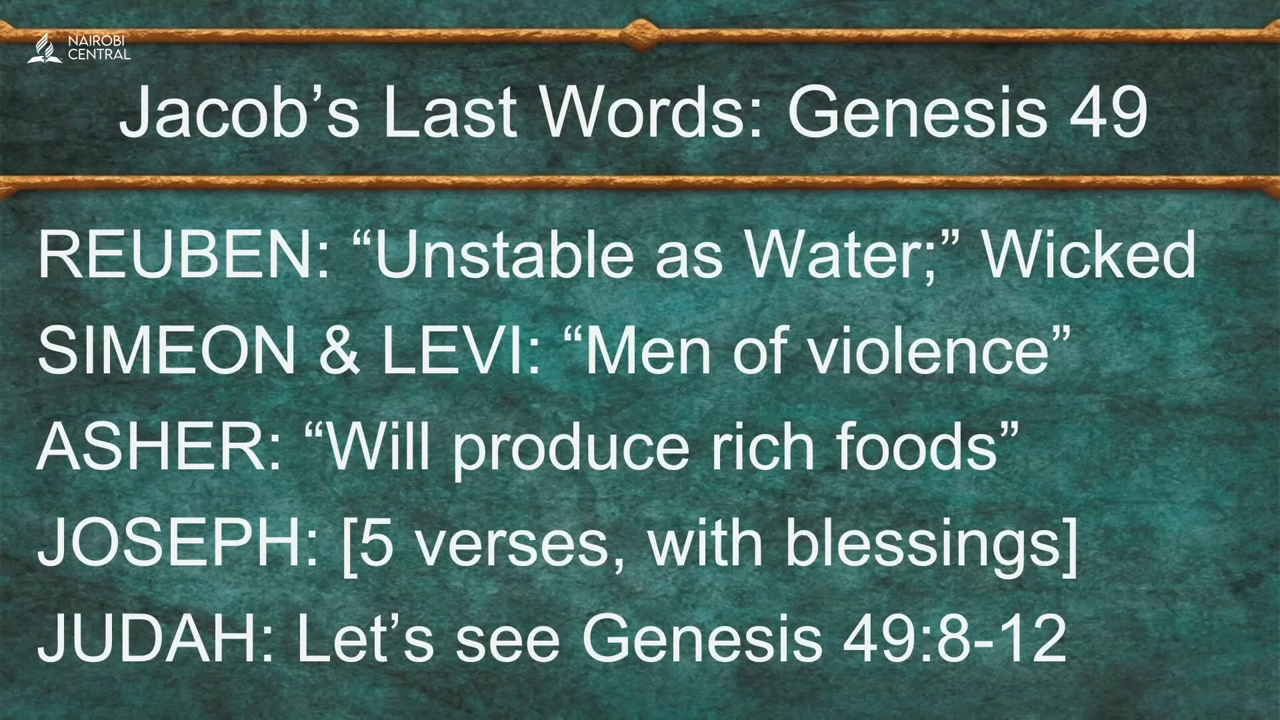 NAIROBI
CENTRAL
Jacob’s Last Words: Genesis 49
REUBEN: “Unstable as Water;” Wicked
SIMEON & LEVI: “Men of violence”
ASHER: “Will produce rich foods”
JOSEPH: [5 verses, with blessings]
JUDAH: Let’s see Genesis 49:8-12